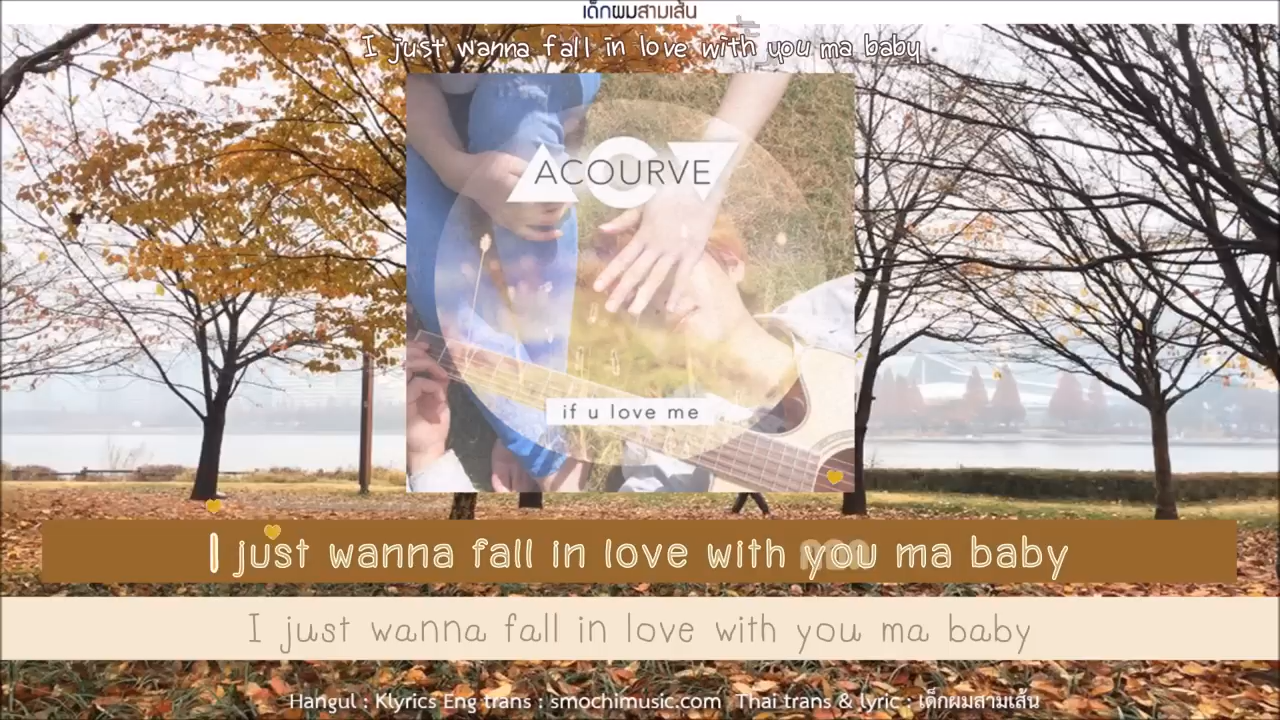 เด็กผมสามเส้น
I just wanna fall in love with you ma baby
ACOURVE
if u love me
I just wanna fall in love with you ma baby
I just wanna fall in love with you ma baby
Hangul : Klyrics Eng trans : smochimusic.com Thai trans & lyric : เด็กผมสามเส้น